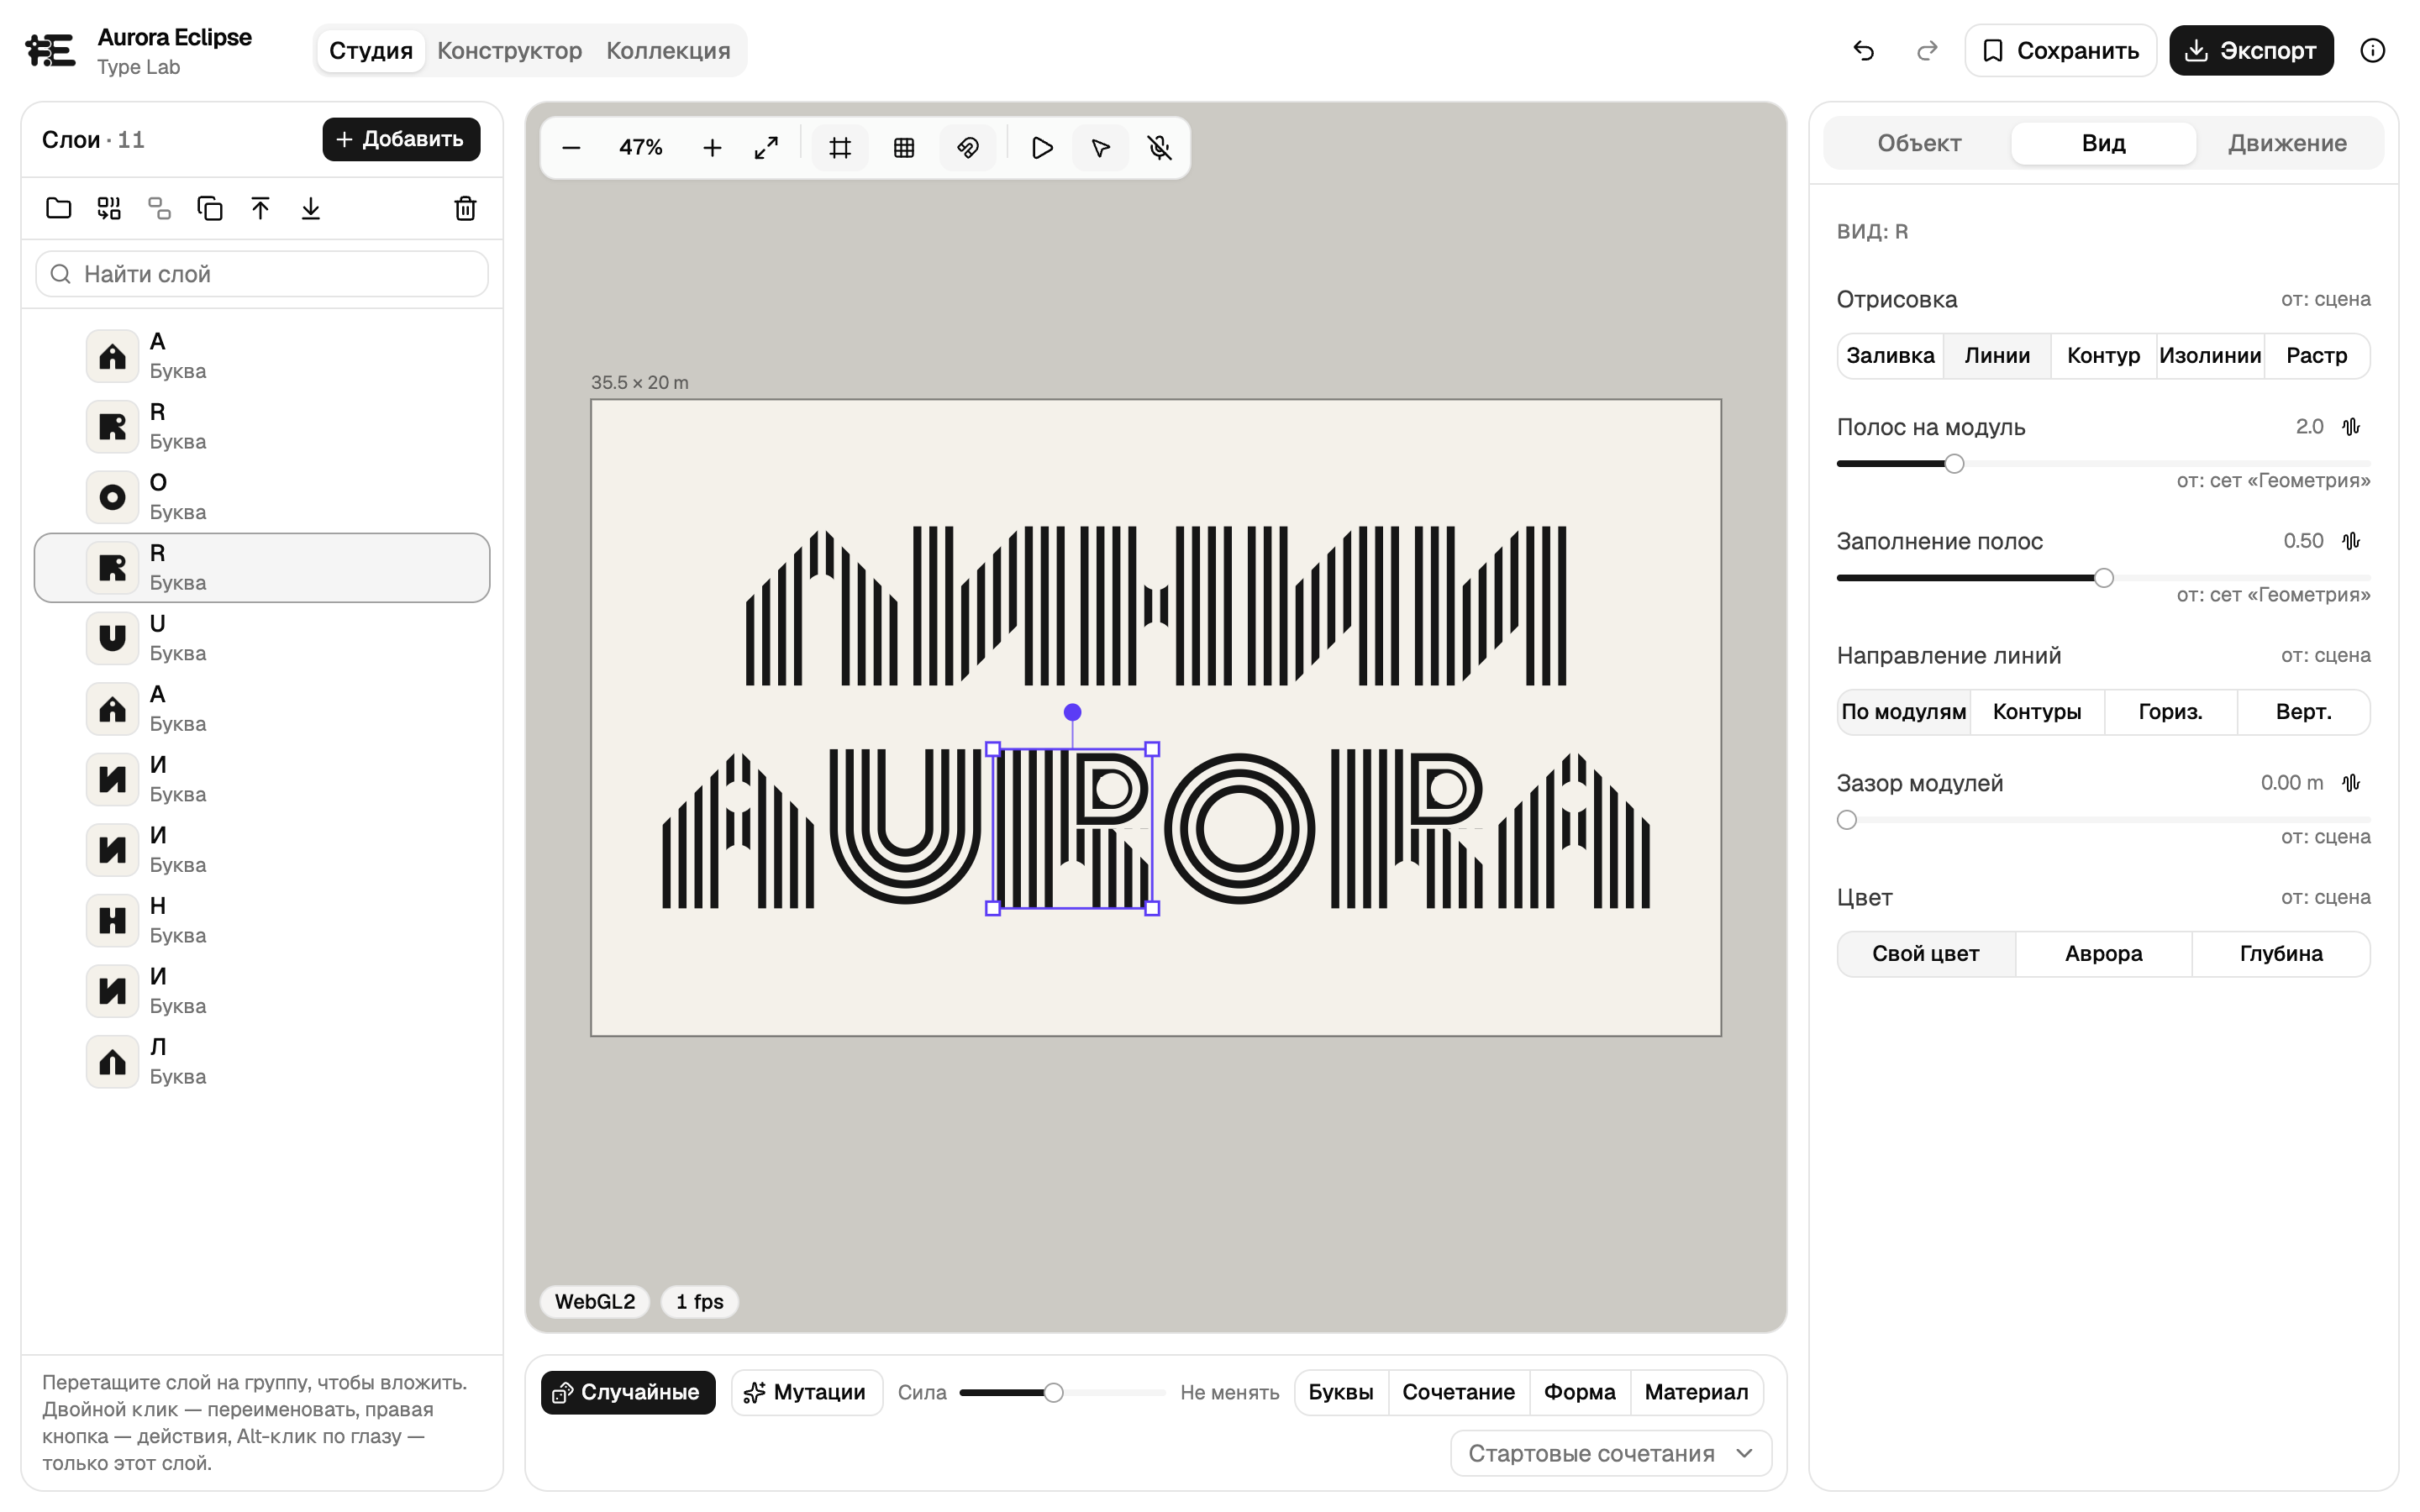 Aurora Eclipse
Type Lab
Студия Конструктор Коллекция
Сохранить Экспорт
Слои · 11 Добавить
Найти слой
A
Буква
R
Буква
O
Буква
R
Буква
U
Буква
A
Буква
И
Буква
И
Буква
Н
Буква
И
Буква
Л
Буква
Перетащите слой на группу, чтобы вложить.
Двойной клик — переименовать, правая
кнопка — действия, Alt-клик по глазу —
только этот слой.
47%
35.5 × 20 m
ЛИНИИ
AURORA
WebGL2 1 fps
Случайные Мутации Сила Не менять Буквы Сочетание Форма Материал
Стартовые сочетания
Объект Вид Движение
ВИД: R
Отрисовка от: сцена
Заливка Линии Контур Изолинии Растр
Полос на модуль 2.0
от: сет «Геометрия»
Заполнение полос 0.50
от: сет «Геометрия»
Направление линий от: сцена
По модулям Контуры Гориз. Верт.
Зазор модулей 0.00 m
от: сцена
Цвет от: сцена
Свой цвет Аврора Глубина